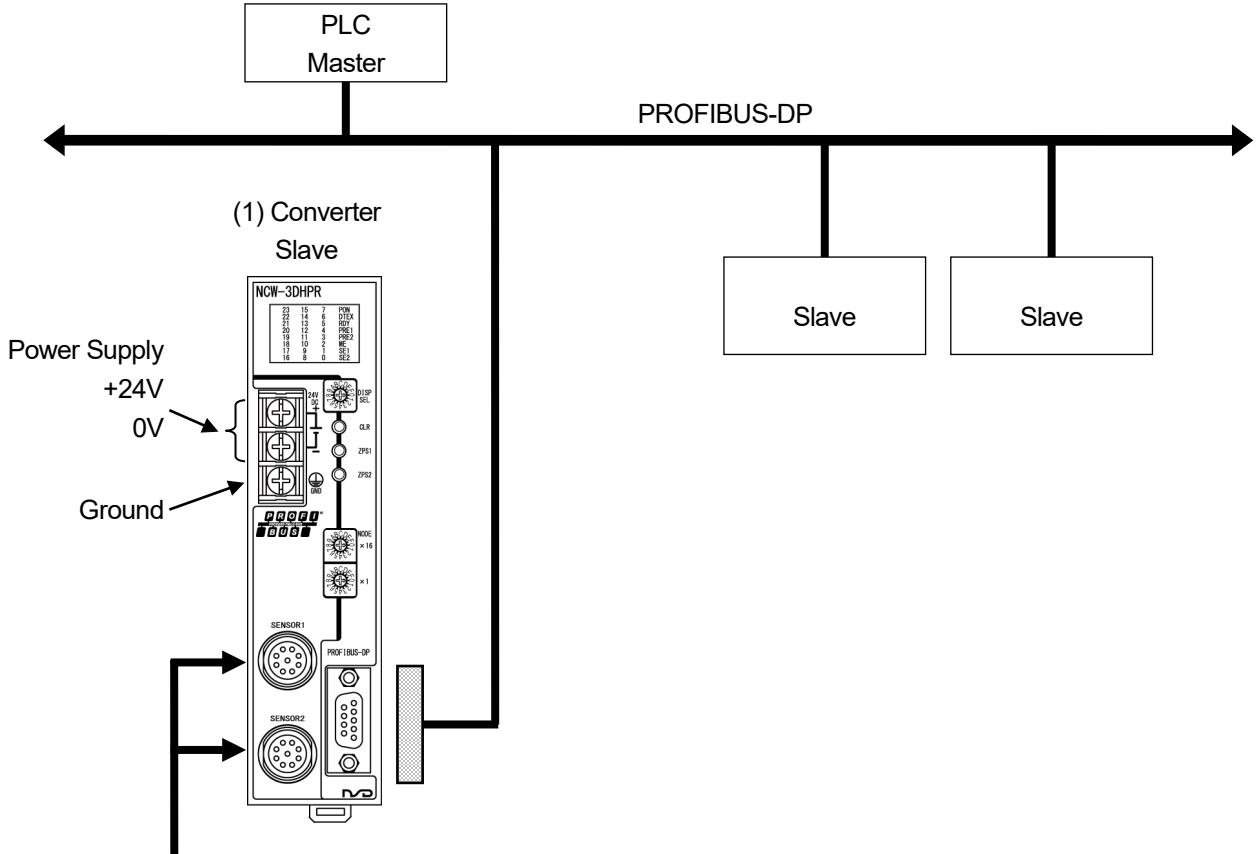 PLC
Master
PROFIBUS-DP
(1) Converter
Slave
NCW-3DHPR
23 15 7 PON
22 14 6 DTEX
21 13 5 RDY
20 12 4 PRE1
19 11 3 PRE2
18 10 2 ME
17 9 1 SE1
16 8 0 SE2
Slave
Slave
Power Supply
+24V
0V
24V
DC
+
−
DISP
SEL
CLR
ZPS1
ZPS2
Ground
GND
PROFI®
BUS
NODE
×16
×1
SENSOR1
PROFIBUS-DP
SENSOR2
NSD